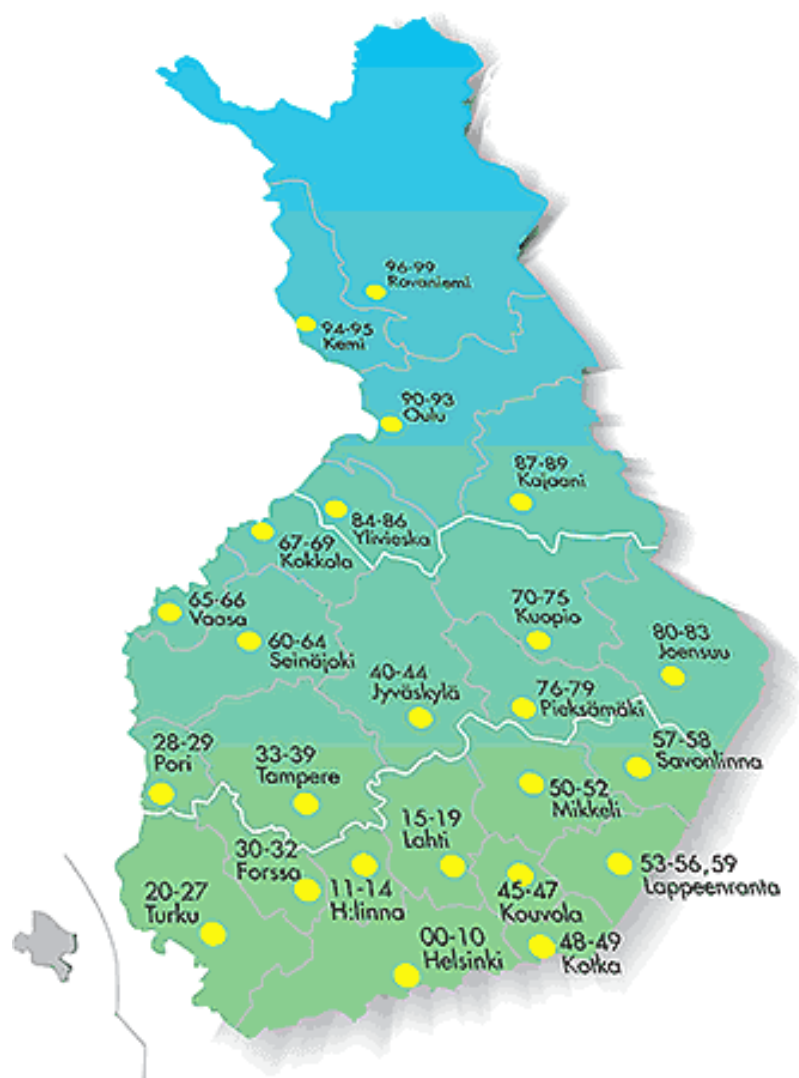 96-99
Rovaniemi
94-95
Kemi
90-93
Oulu
87-89
Kajaani
84-86
Ylivieska
67-69
Kokkola
65-66
Vaasa
60-64
Seinäjoki
70-75
Kuopio
80-83
Joensuu
40-44
Jyväskylä
76-79
Pieksämäki
28-29
Pori
33-39
Tampere
57-58
Savonlinna
50-52
Mikkeli
15-19
Lahti
30-32
Forssa
11-14
H:linna
53-56,59
Lappeenranta
45-47
Kouvola
20-27
Turku
00-10
Helsinki
48-49
Kotka